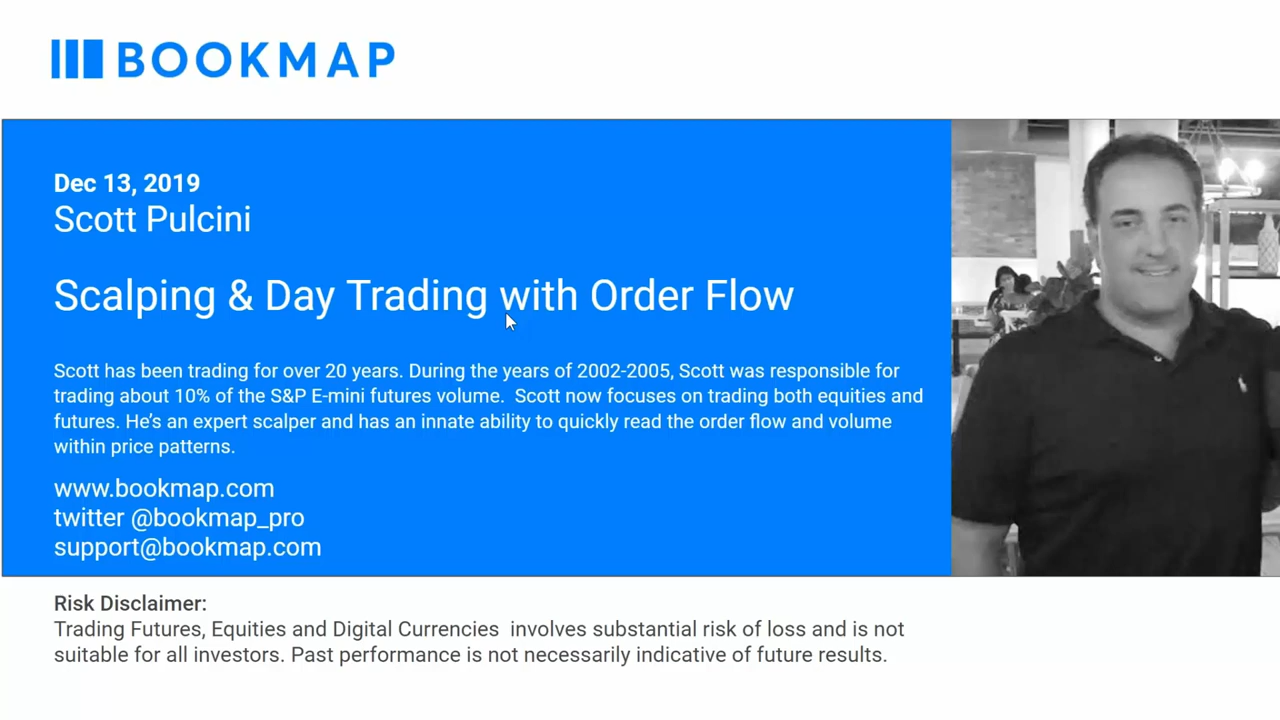 BOOKMAP
Dec 13, 2019
Scott Pulcini
Scalping & Day Trading with Order Flow
Scott has been trading for over 20 years. During the years of 2002-2005, Scott was responsible for
trading about 10% of the S&P E-mini futures volume.  Scott now focuses on trading both equities and
futures. He's an expert scalper and has an innate ability to quickly read the order flow and volume
within price patterns.
www.bookmap.com
twitter @bookmap_pro
support@bookmap.com
Risk Disclaimer:
Trading Futures, Equities and Digital Currencies  involves substantial risk of loss and is not
suitable for all investors. Past performance is not necessarily indicative of future results.